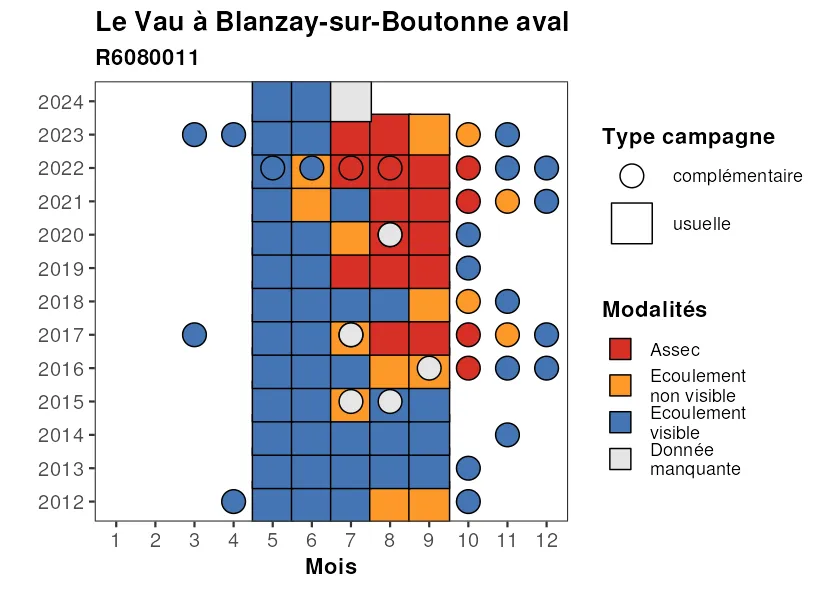 Le Vau à Blanzay-sur-Boutonne aval
R6080011
2024
2023
2022
2021
2020
2019
2018
2017
2016
2015
2014
2013
2012
1 2 3 4 5 6 7 8 9 10 11 12
Mois
Type campagne
complémentaire
usuelle
Modalités
Assec
Ecoulement
non visible
Ecoulement
visible
Donnée
manquante